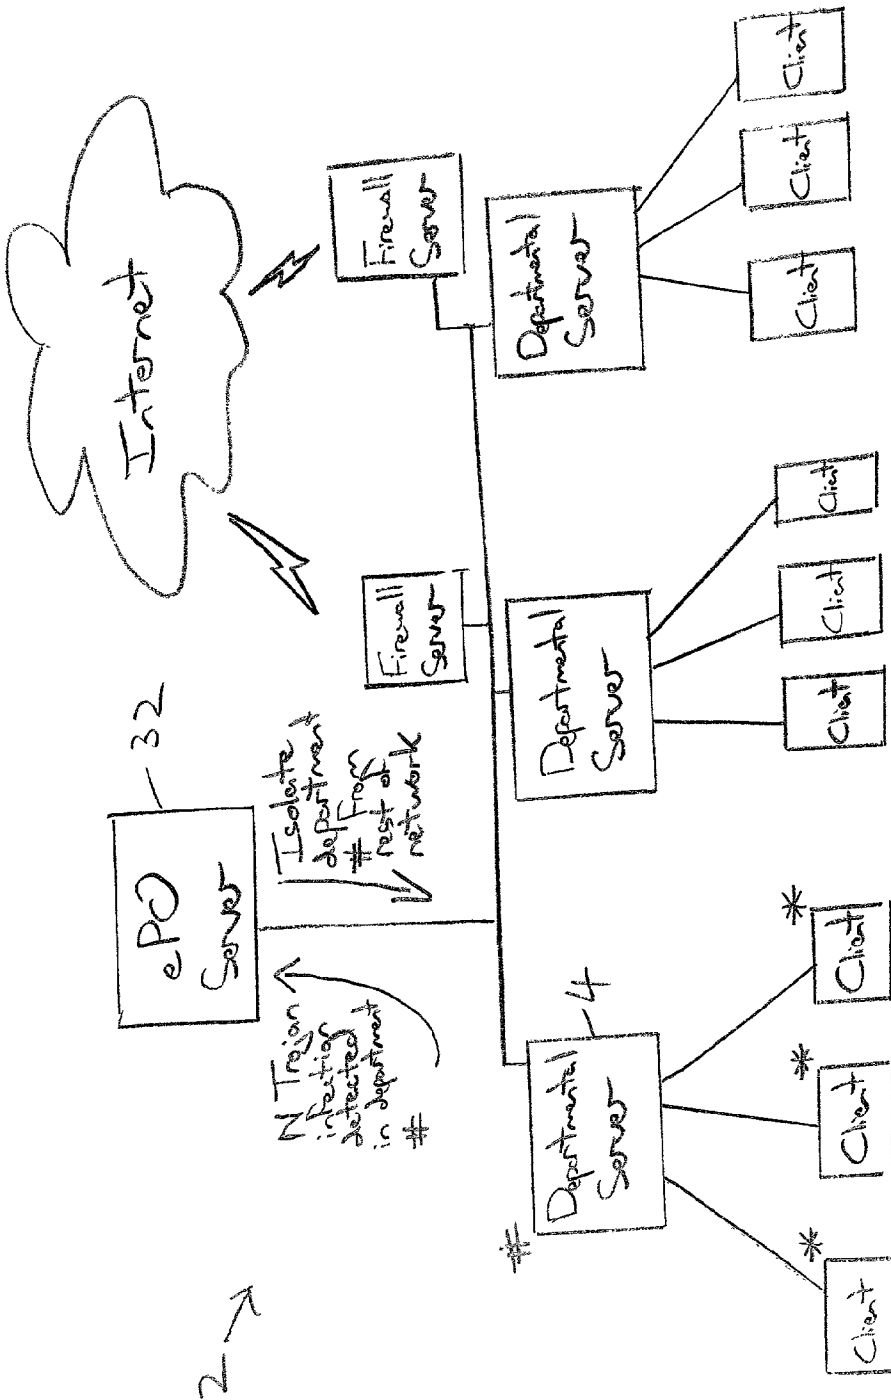 2
ePO
Server
32
Internet
N Trojan
infection
detected
in department
#
Isolate
department
# from
rest of
network
Firewall
Server
Firewall
Server
#
Departmental
Server
4
Departmental
Server
Departmental
Server
*
Client
*
Client
*
Client
Client
Client
Client
Client
Client
Client